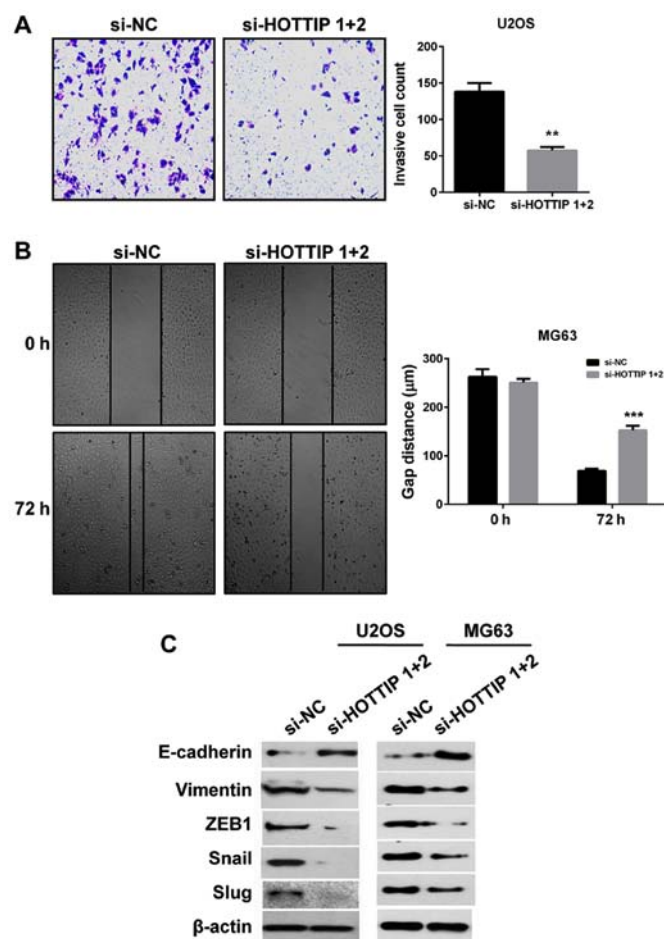 A
si-NC
si-HOTTIP 1+2
U2OS
Invasive cell count
200
150
100
50
0
**
si-NC
si-HOTTIP 1+2
B
si-NC
si-HOTTIP 1+2
0 h
72 h
MG63
si-NC
si-HOTTIP 1+2
Gap distance (μm)
300
200
100
0
***
0 h
72 h
C
U2OS
MG63
si-NC
si-HOTTIP 1+2
si-NC
si-HOTTIP 1+2
E-cadherin
Vimentin
ZEB1
Snail
Slug
β-actin